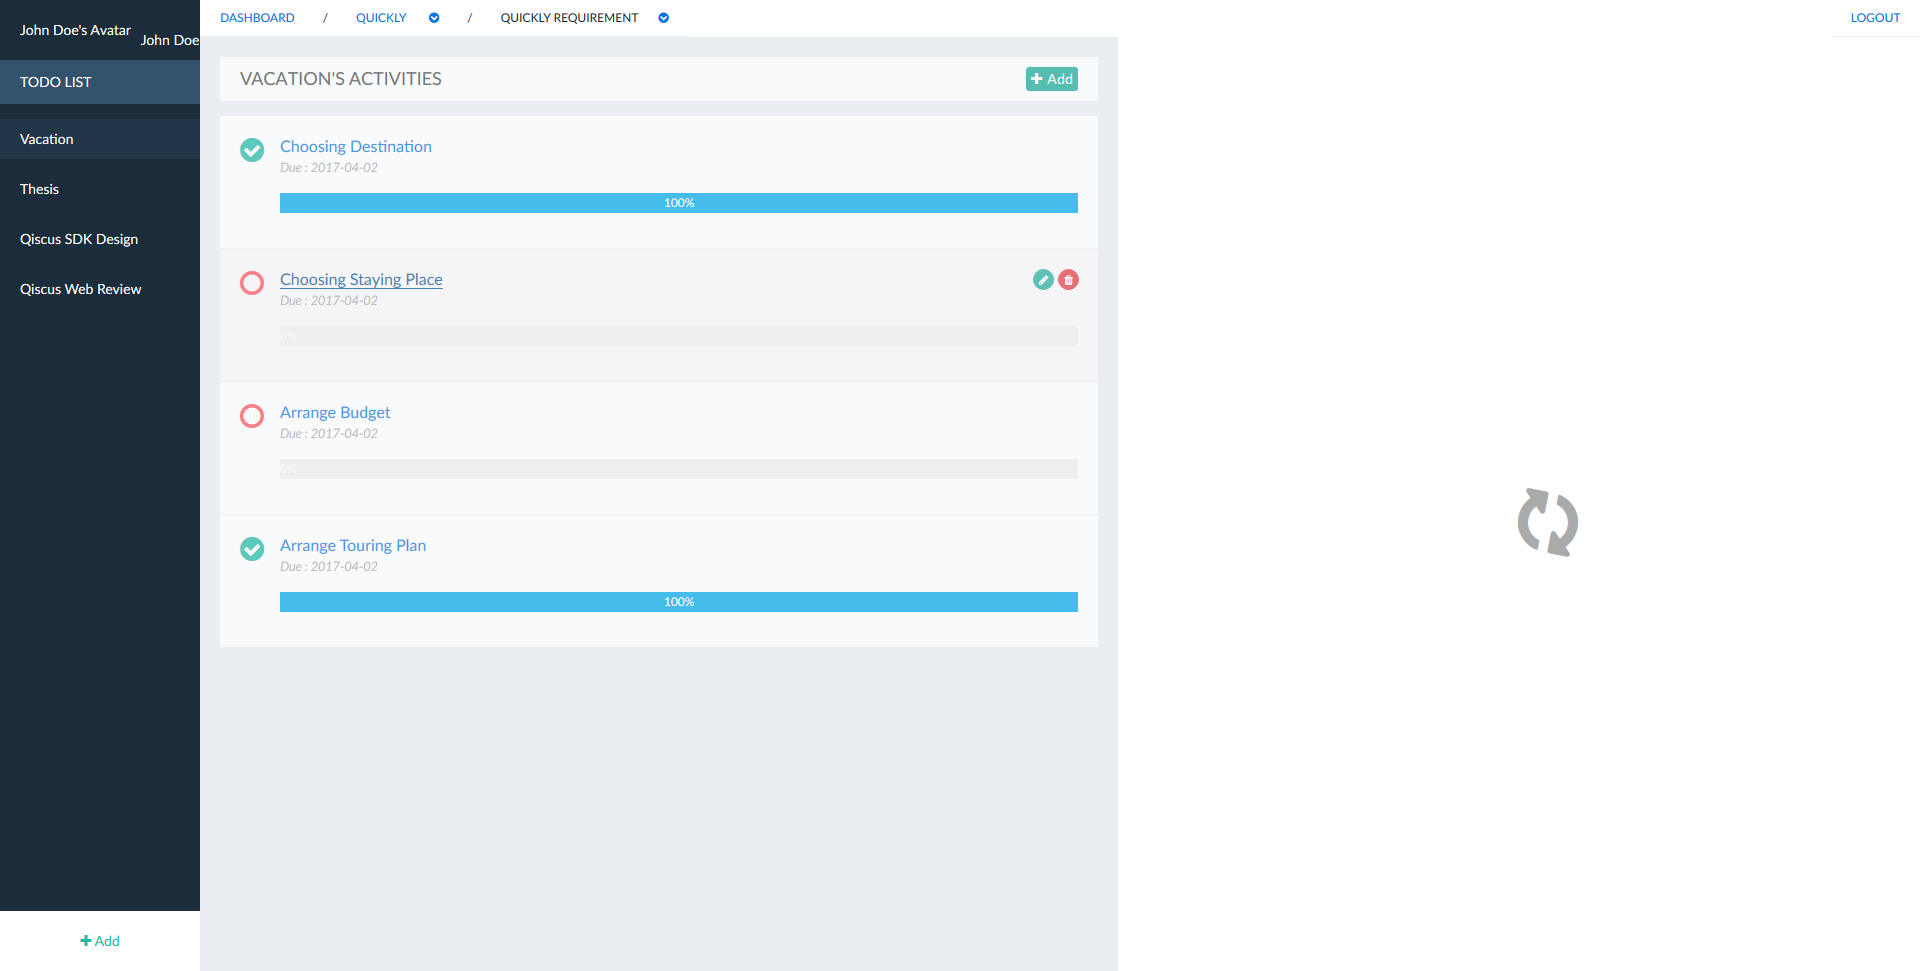 John Doe's Avatar
John Doe
TODO LIST
Vacation
Thesis
Qiscus SDK Design
Qiscus Web Review
Add
DASHBOARD / QUICKLY / QUICKLY REQUIREMENT
LOGOUT
VACATION'S ACTIVITIES
Add
Choosing Destination
Due : 2017-04-02
100%
Choosing Staying Place
Due : 2017-04-02
0%
Arrange Budget
Due : 2017-04-02
0%
Arrange Touring Plan
Due : 2017-04-02
100%